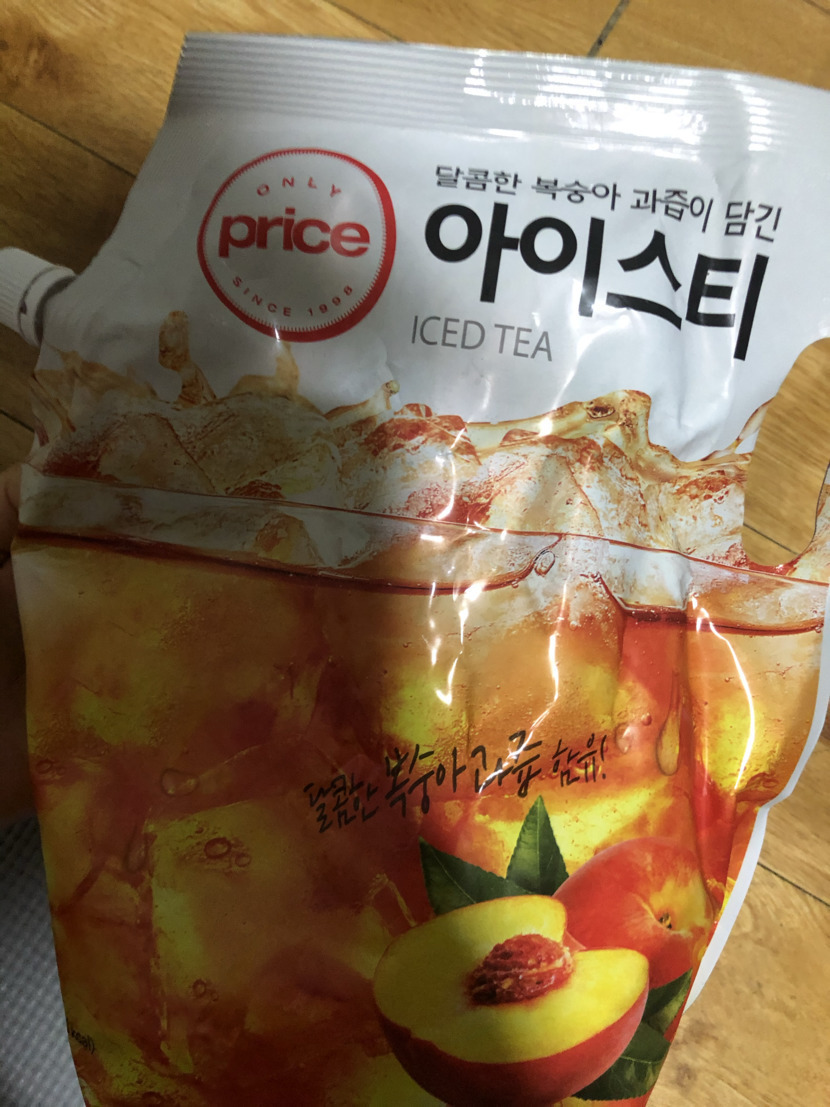 ONLY
price
SINCE 1998
달콤한 복숭아 과즙이 담긴
아이스티
ICED TEA
달콤한 복숭아 과즙 함유!